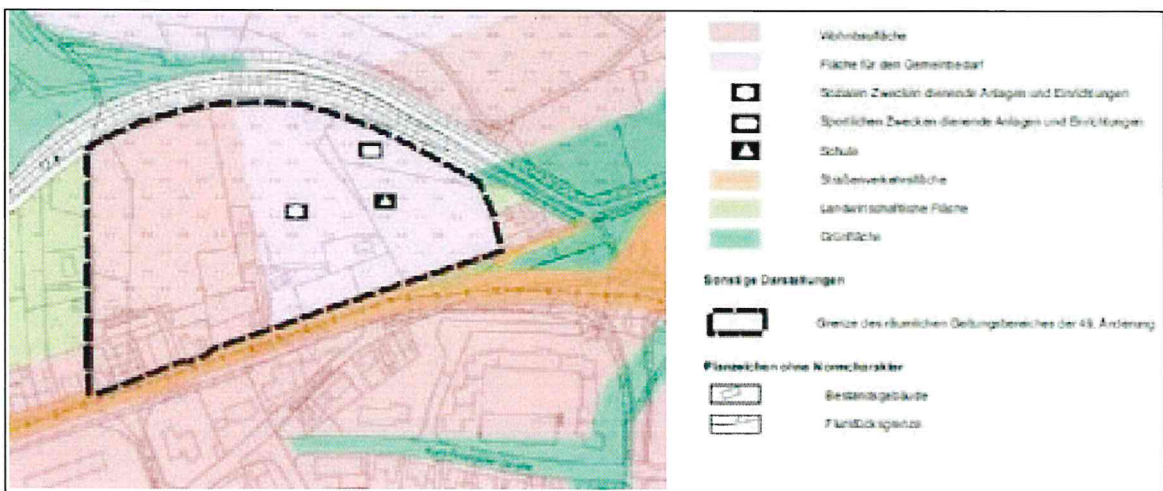 Wohnbaufläche
Fläche für den Gemeinbedarf
Sozialen Zwecken dienende Anlagen und Einrichtungen
Sportlichen Zwecken dienende Anlagen und Einrichtungen
Schule
Straßenverkehrsfläche
Landwirtschaftliche Fläche
Grünfläche
Sonstige Darstellungen
Grenze des räumlichen Geltungsbereiches der 49. Änderung
Planzeichen ohne Normcharakter
Bestandsgebäude
Flurstücksgrenze